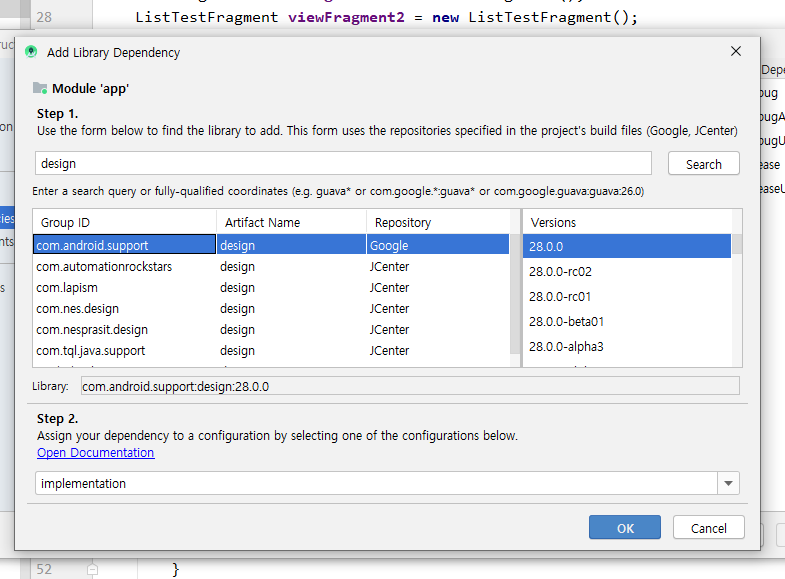 28 ListTestFragment viewFragment2 = new ListTestFragment();
Add Library Dependency
Module 'app'
Step 1.
Use the form below to find the library to add. This form uses the repositories specified in the project's build files (Google, JCenter)
design Search
Enter a search query or fully-qualified coordinates (e.g. guava* or com.google.*:guava* or com.google.guava:guava:26.0)
Group ID Artifact Name Repository Versions
com.android.support design Google 28.0.0
com.automationrockstars design JCenter 28.0.0-rc02
com.lapism design JCenter 28.0.0-rc01
com.nes.design design JCenter 28.0.0-beta01
com.nesprasit.design design JCenter 28.0.0-alpha3
com.tql.java.support design JCenter
Library: com.android.support:design:28.0.0
Step 2.
Assign your dependency to a configuration by selecting one of the configurations below.
Open Documentation
implementation
OK Cancel
52 }